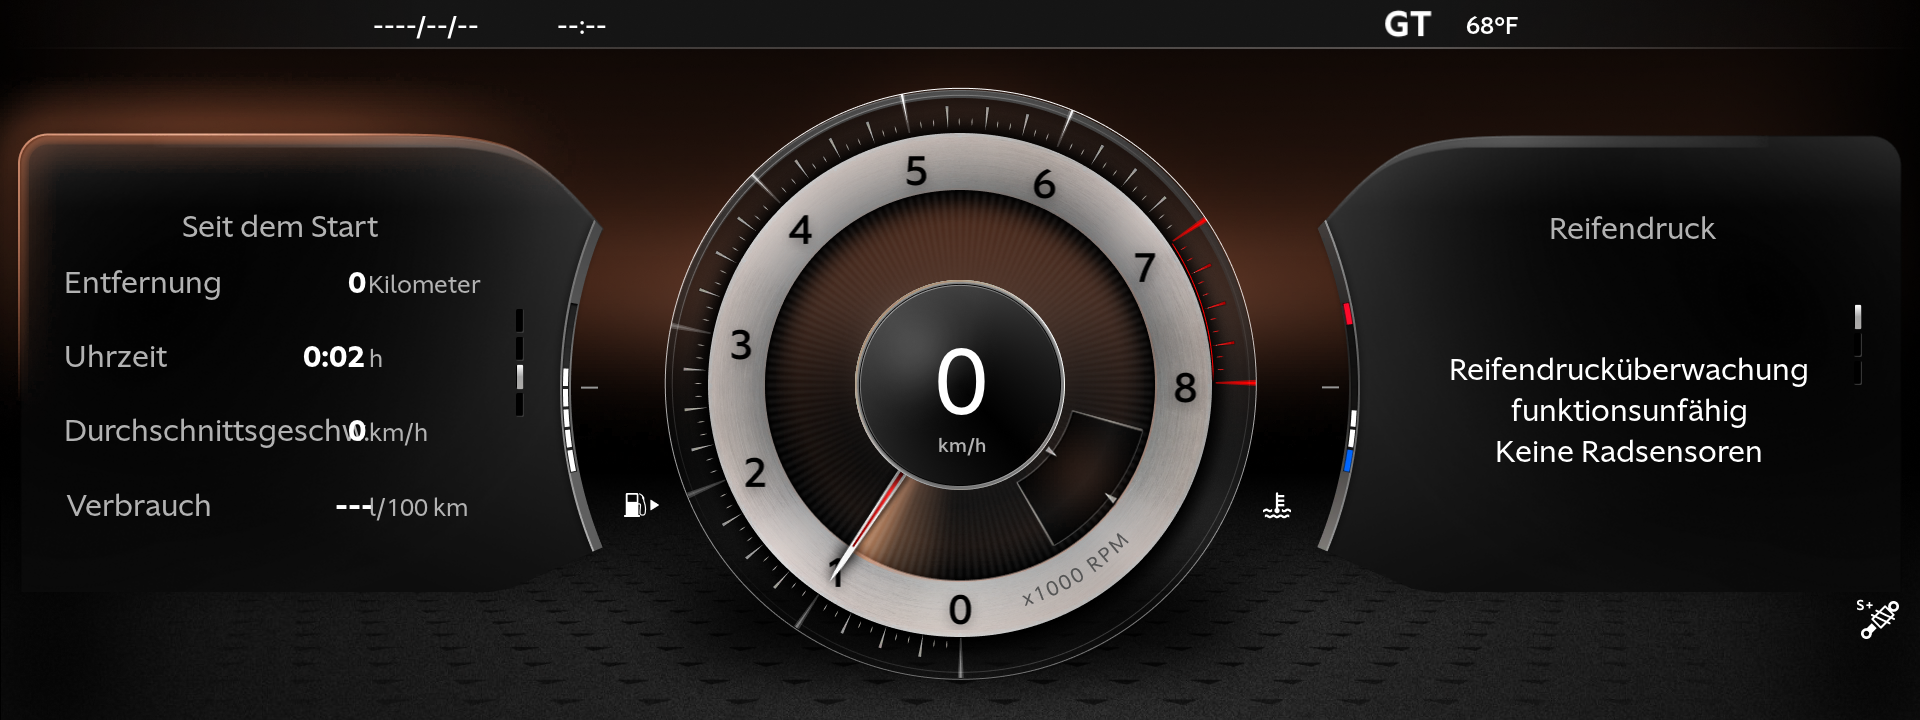 ----/--/-- --:-- GT 68°F
Seit dem Start
Entfernung 0 Kilometer
Uhrzeit 0:02 h
Durchschnittsgeschw. 0 km/h
Verbrauch --- l/100 km
0
1
2
3
4
5
6
7
8
x1000 RPM
0
km/h
Reifendruck
Reifendrucküberwachung
funktionsunfähig
Keine Radsensoren
S+